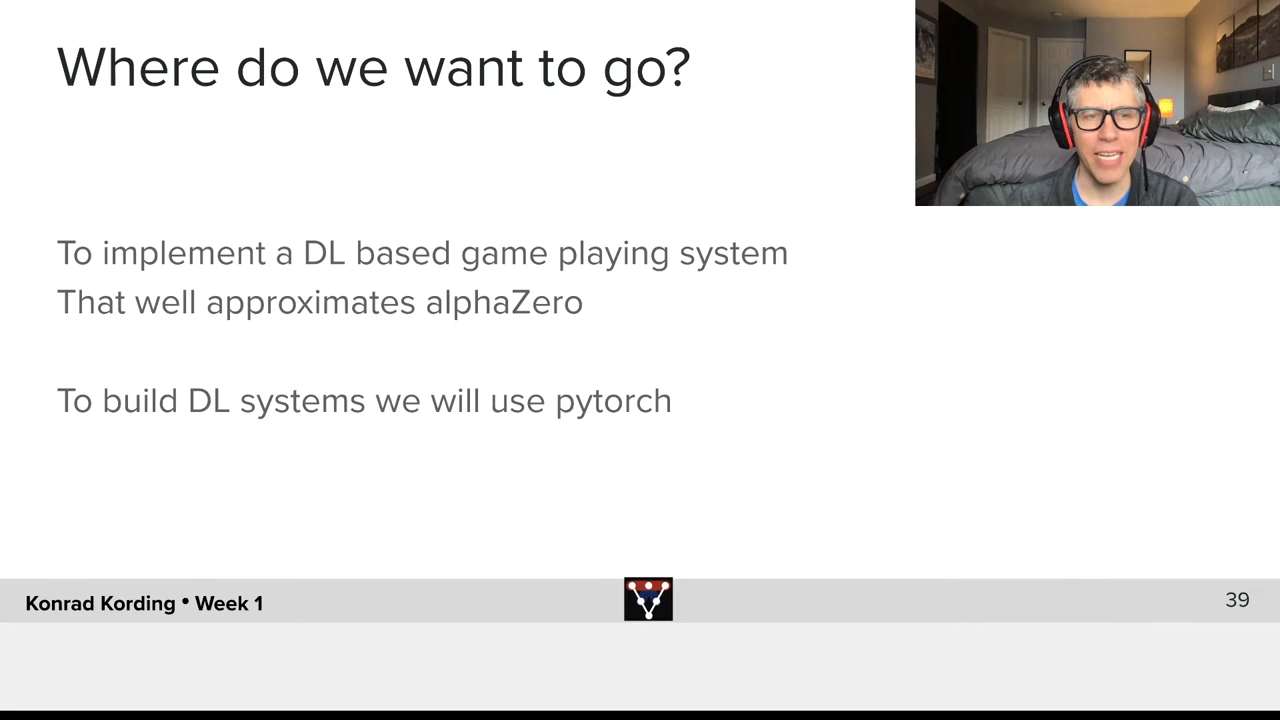 Where do we want to go?
To implement a DL based game playing system
That well approximates alphaZero
To build DL systems we will use pytorch
Konrad Kording • Week 1
39